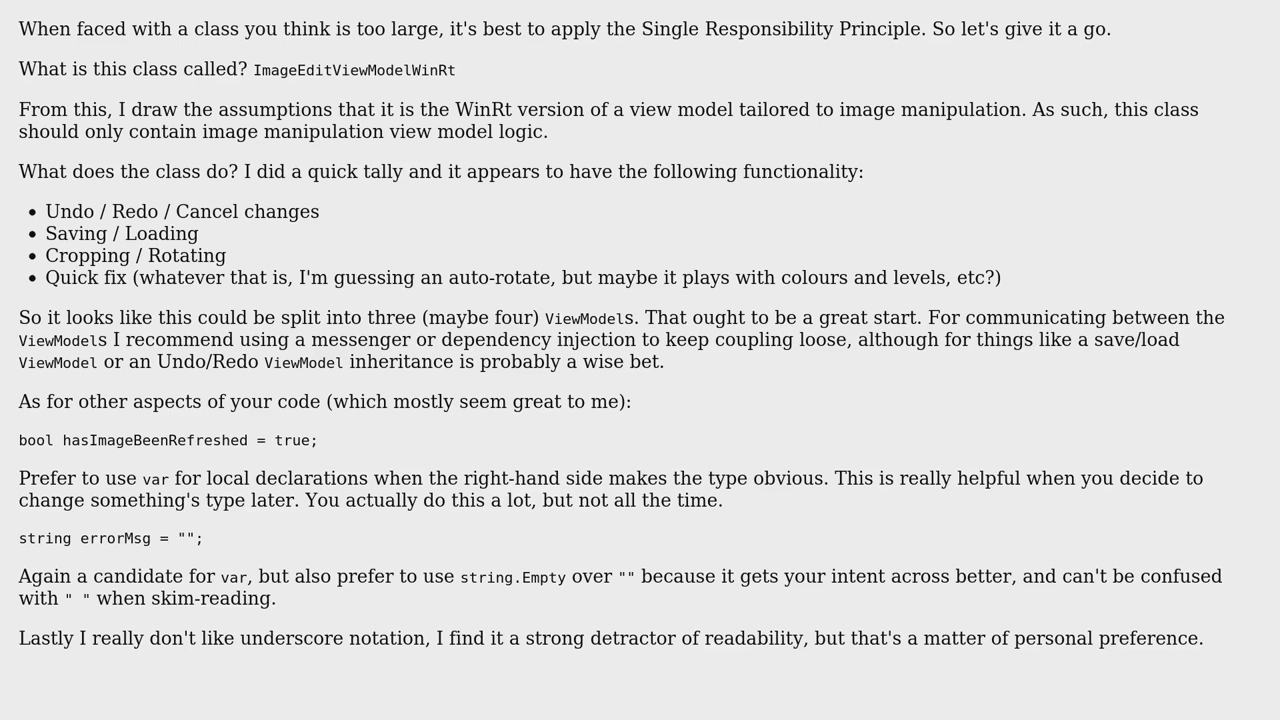 When faced with a class you think is too large, it's best to apply the Single Responsibility Principle. So let's give it a go.
What is this class called? ImageEditViewModelWinRt
From this, I draw the assumptions that it is the WinRt version of a view model tailored to image manipulation. As such, this class
should only contain image manipulation view model logic.
What does the class do? I did a quick tally and it appears to have the following functionality:
• Undo / Redo / Cancel changes
• Saving / Loading
• Cropping / Rotating
• Quick fix (whatever that is, I'm guessing an auto-rotate, but maybe it plays with colours and levels, etc?)
So it looks like this could be split into three (maybe four) ViewModels. That ought to be a great start. For communicating between the
ViewModels I recommend using a messenger or dependency injection to keep coupling loose, although for things like a save/load
ViewModel or an Undo/Redo ViewModel inheritance is probably a wise bet.
As for other aspects of your code (which mostly seem great to me):
bool hasImageBeenRefreshed = true;
Prefer to use var for local declarations when the right-hand side makes the type obvious. This is really helpful when you decide to
change something's type later. You actually do this a lot, but not all the time.
string errorMsg = "";
Again a candidate for var, but also prefer to use string.Empty over "" because it gets your intent across better, and can't be confused
with " " when skim-reading.
Lastly I really don't like underscore notation, I find it a strong detractor of readability, but that's a matter of personal preference.